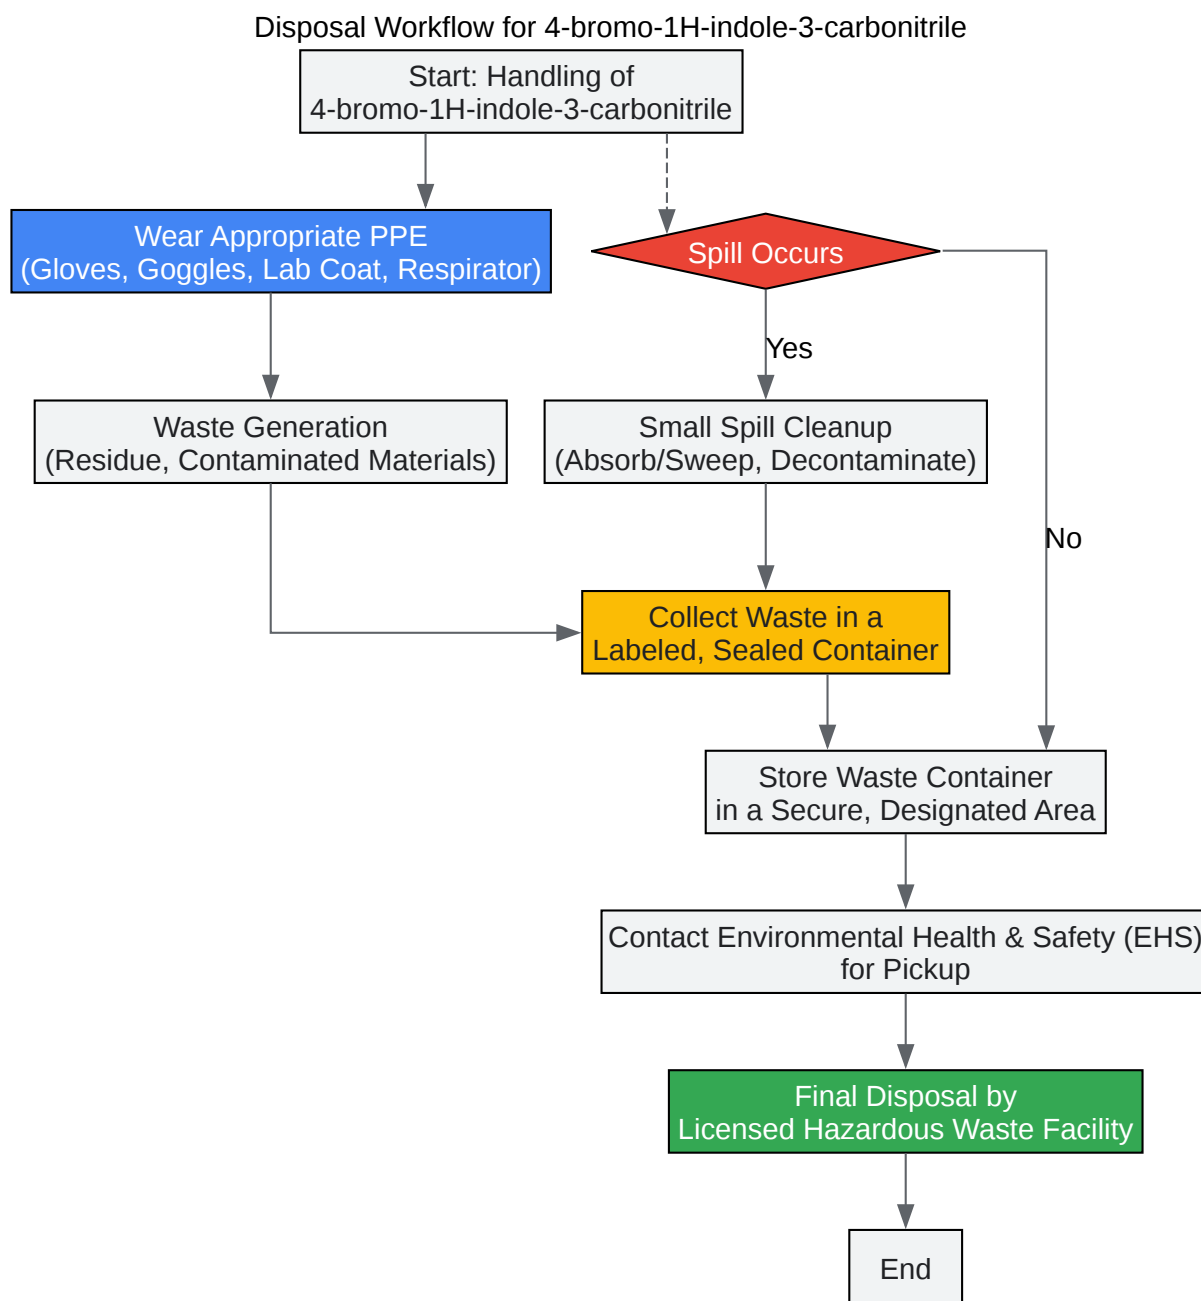 Disposal Workflow for 4-bromo-1H-indole-3-carbonitrile
Start: Handling of
4-bromo-1H-indole-3-carbonitrile
Wear Appropriate PPE
(Gloves, Goggles, Lab Coat, Respirator)
Spill Occurs
Yes
Waste Generation
(Residue, Contaminated Materials)
Small Spill Cleanup
(Absorb/Sweep, Decontaminate)
No
Collect Waste in a
Labeled, Sealed Container
Store Waste Container
in a Secure, Designated Area
Contact Environmental Health & Safety (EHS)
for Pickup
Final Disposal by
Licensed Hazardous Waste Facility
End